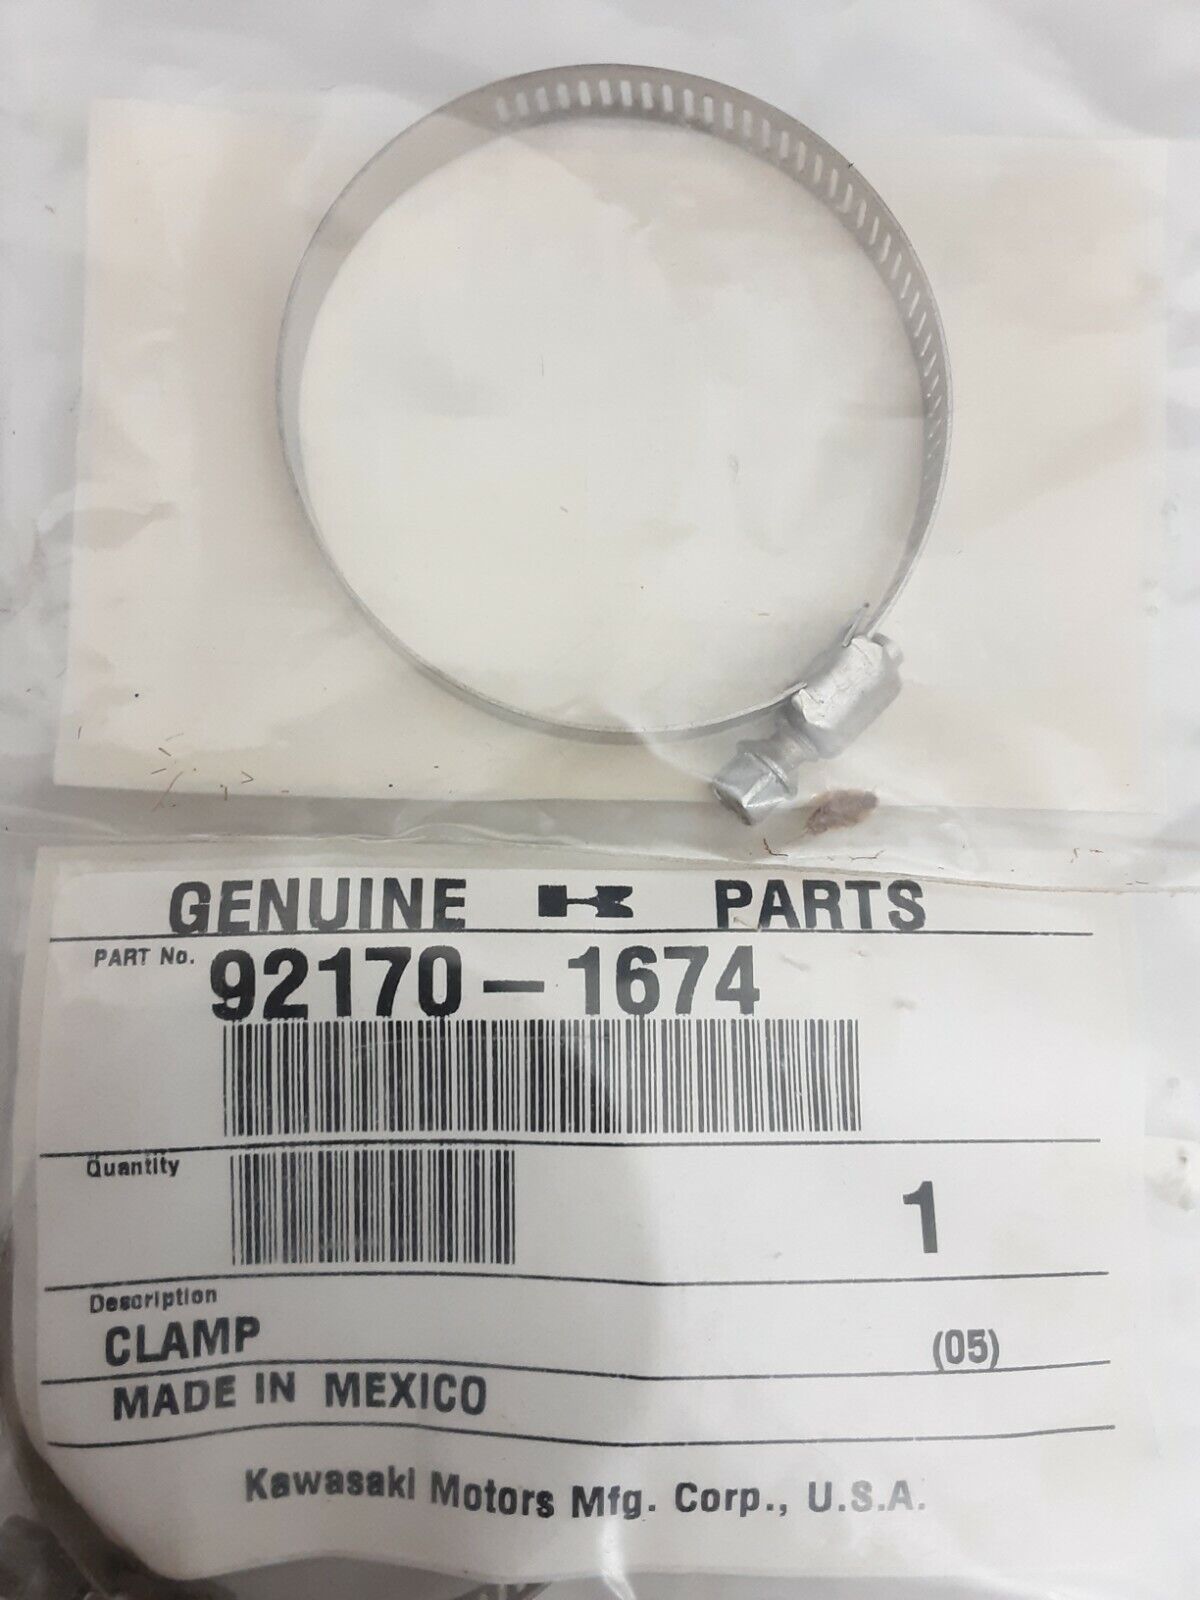 GENUINE K PARTS
PART No. 92170-1674
Quantity 1
Description
CLAMP (05)
MADE IN MEXICO
Kawasaki Motors Mfg. Corp., U.S.A.